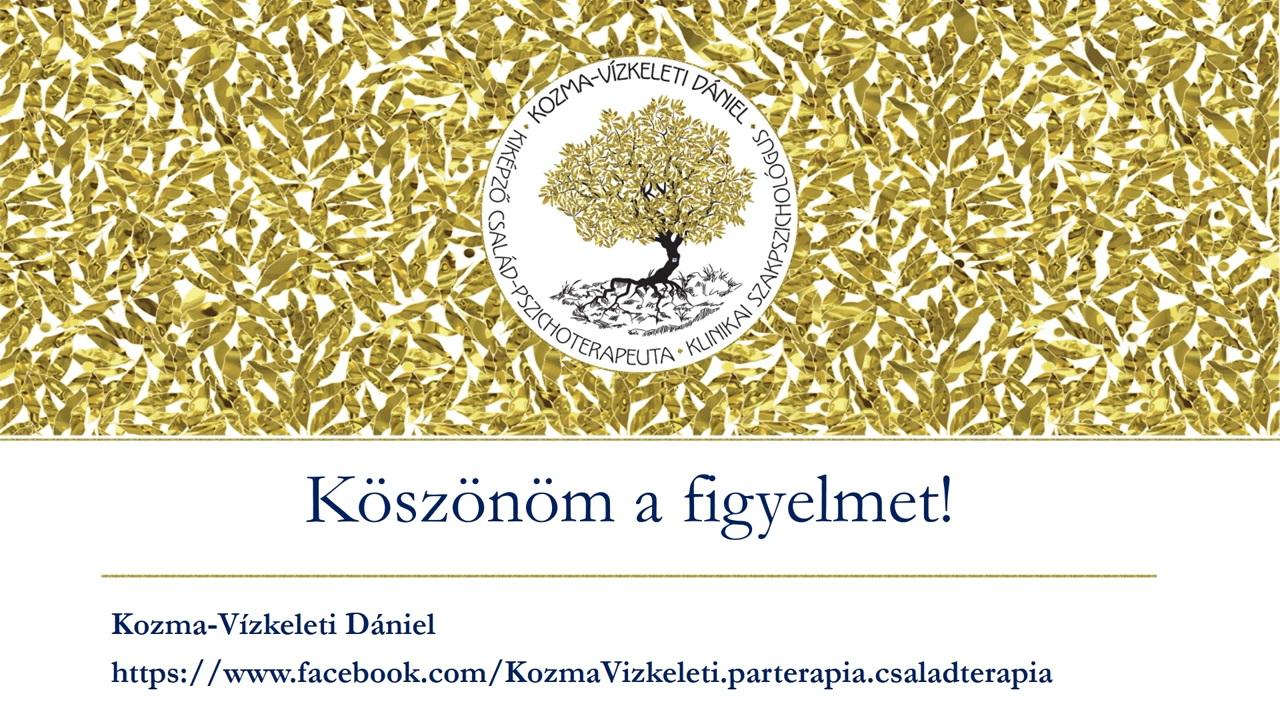 KOZMA-VÍZKELETI DÁNIEL • KLINIKAI SZAKPSZICHOLÓGUS • KIKÉPZŐ CSALÁD-PSZICHOTERAPEUTA •
KV
Köszönöm a figyelmet!
Kozma-Vízkeleti Dániel
https://www.facebook.com/KozmaVizkeleti.parterapia.csaladterapia